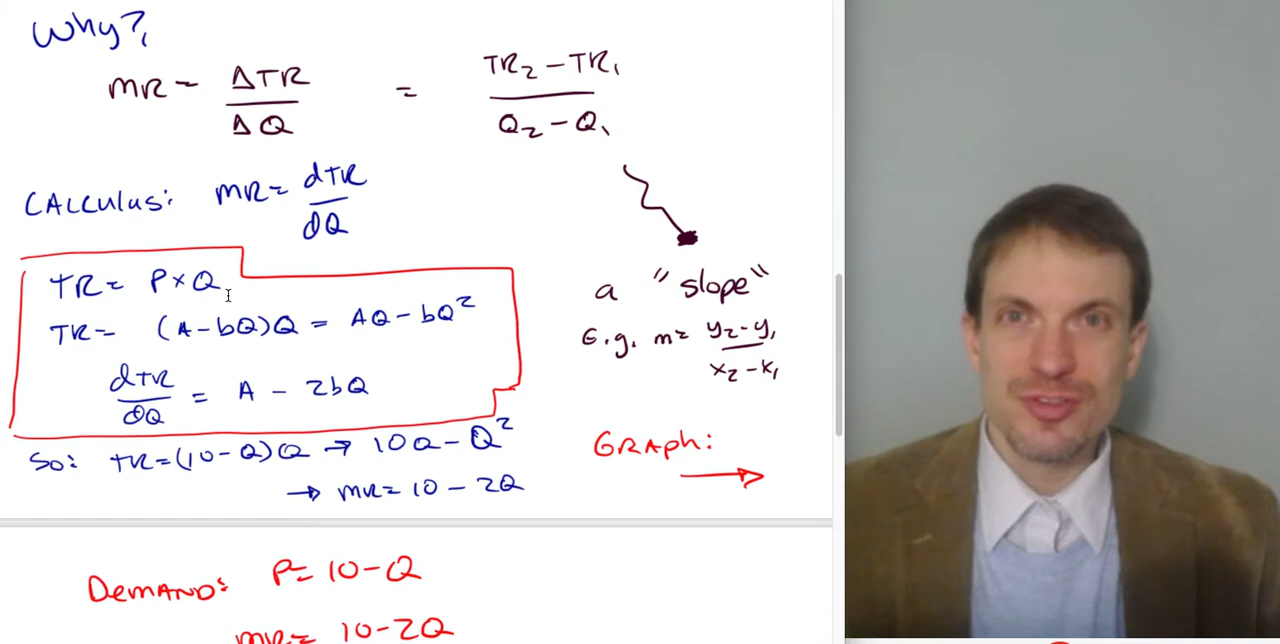 Why?
MR = ΔTR / ΔQ = TR₂ - TR₁ / Q₂ - Q₁
CALCULUS: MR = dTR / dQ
TR = P × Q
TR = (A - bQ)Q = AQ - bQ²
dTR / dQ = A - 2bQ
So: TR = (10 - Q)Q → 10Q - Q²
→ MR = 10 - 2Q
a "slope"
E.g. m = y₂ - y₁ / x₂ - x₁
GRAPH:
DEMAND: P = 10 - Q
MR = 10 - 2Q